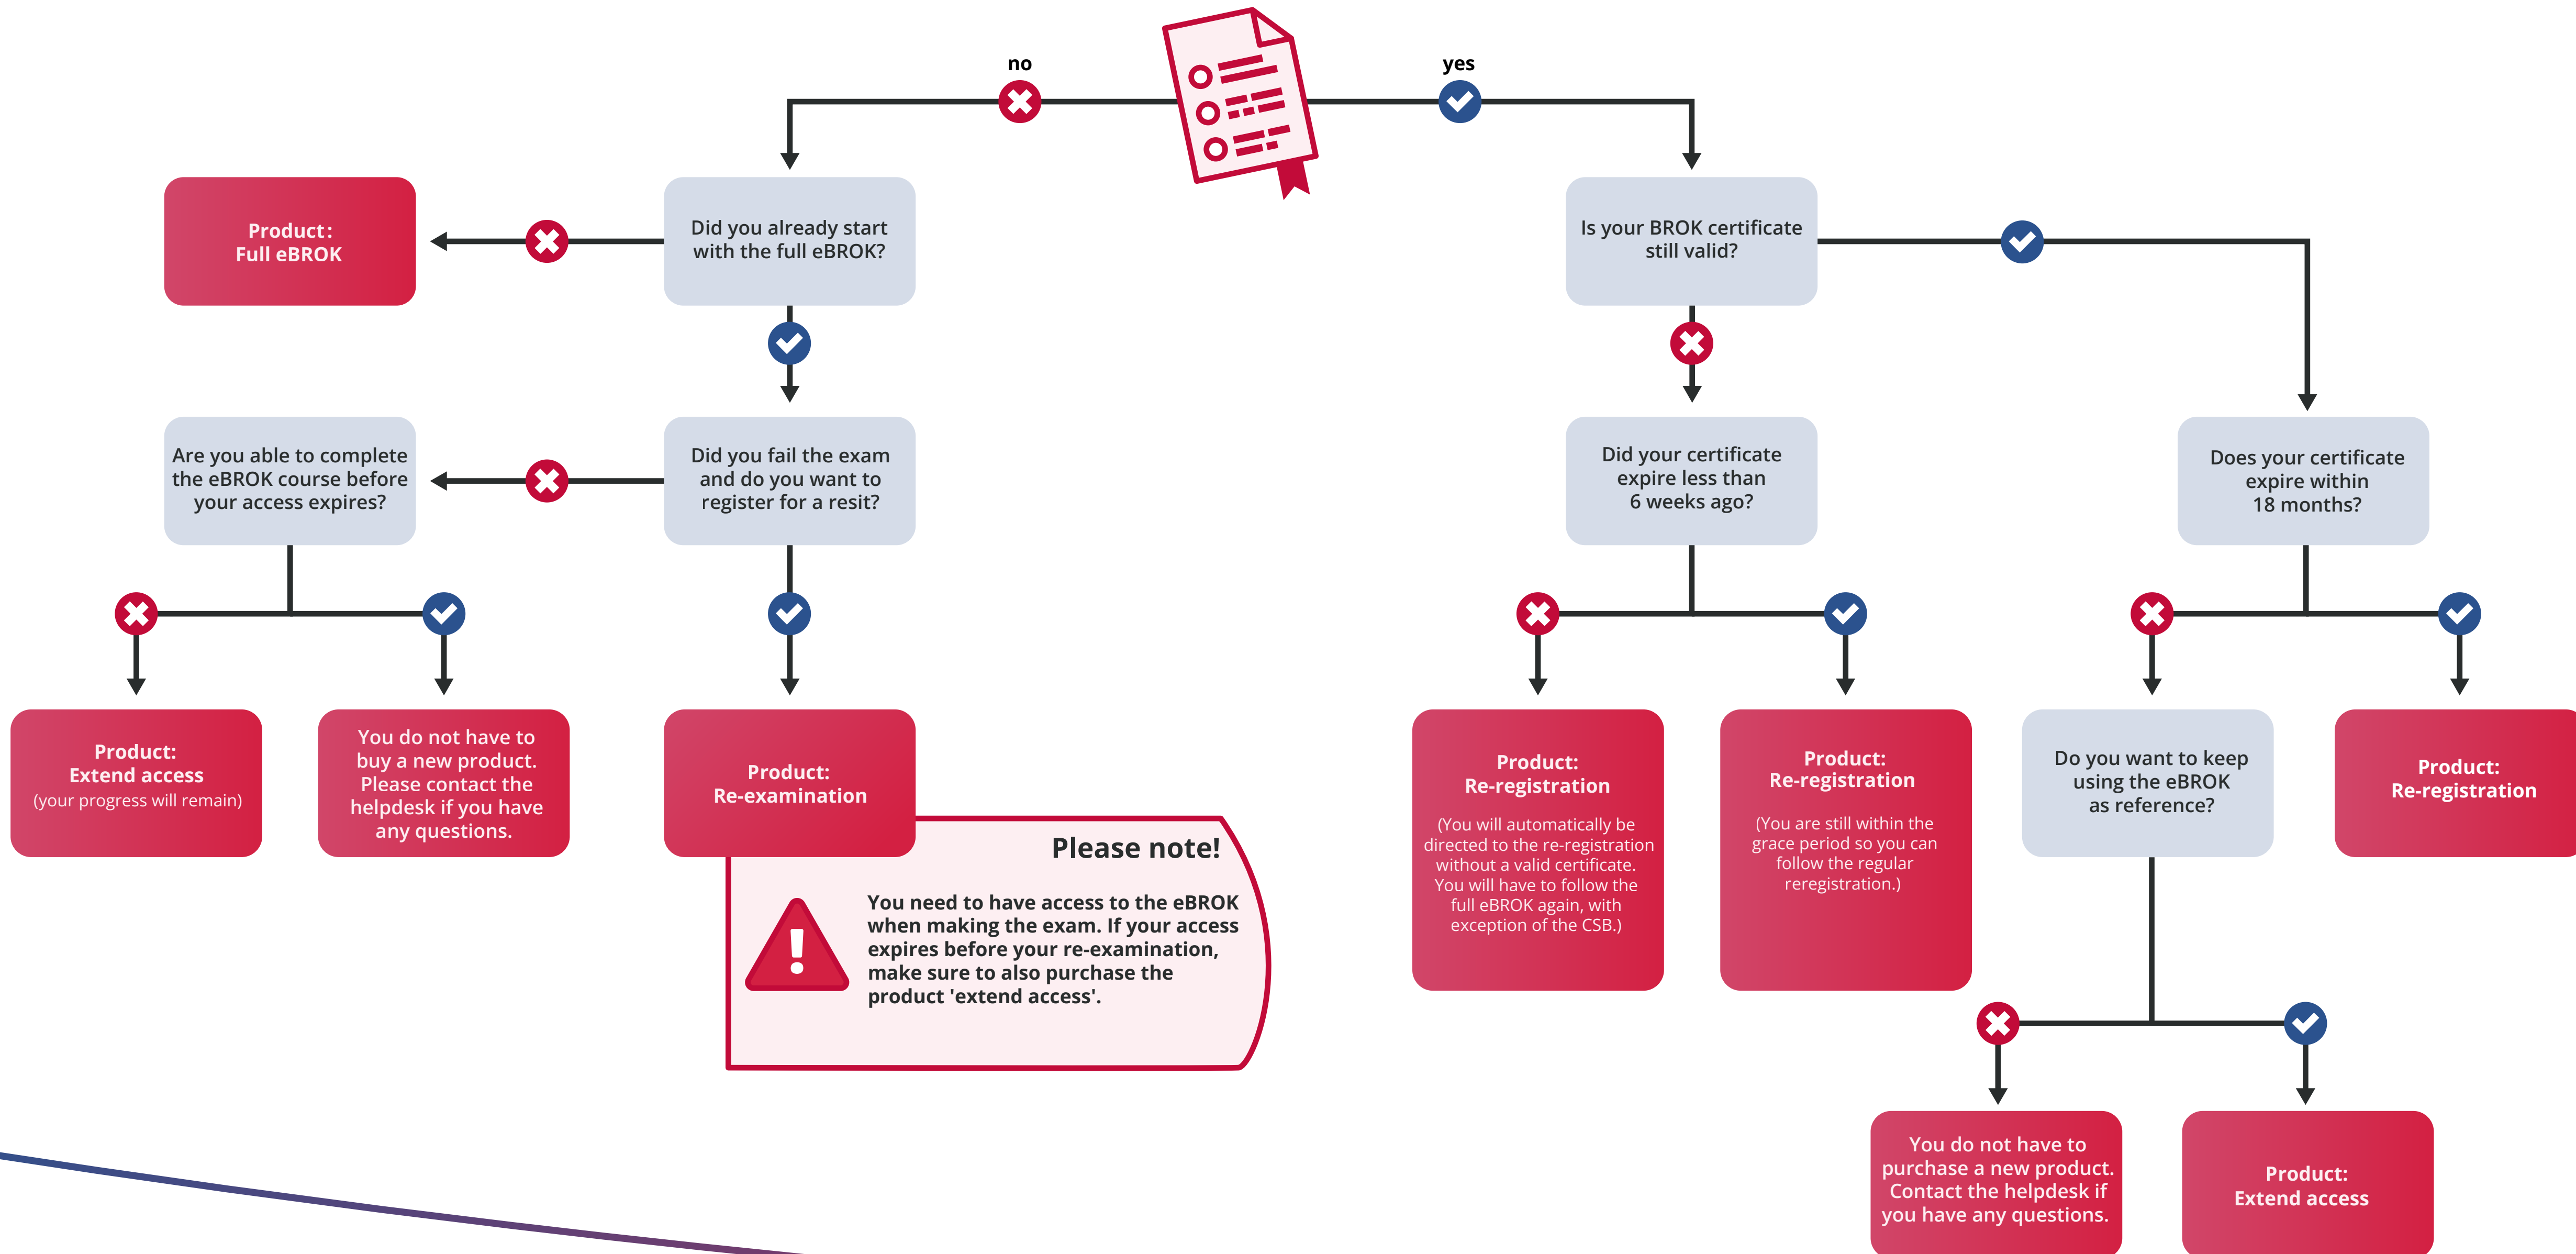 no
yes
Product:
Full eBROK
Did you already start
with the full eBROK?
Is your BROK certificate
still valid?
Are you able to complete
the eBROK course before
your access expires?
Did you fail the exam
and do you want to
register for a resit?
Did your certificate
expire less than
6 weeks ago?
Does your certificate
expire within
18 months?
Product:
Extend access
(your progress will remain)
You do not have to
buy a new product.
Please contact the
helpdesk if you have
any questions.
Product:
Re-examination
Please note!
You need to have access to the eBROK
when making the exam. If your access
expires before your re-examination,
make sure to also purchase the
product 'extend access'.
Product:
Re-registration
(You will automatically be
directed to the re-registration
without a valid certificate.
You will have to follow the
full eBROK again, with
exception of the CSB.)
Product:
Re-registration
(You are still within the
grace period so you can
follow the regular
reregistration.)
Do you want to keep
using the eBROK
as reference?
Product:
Re-registration
You do not have to
purchase a new product.
Contact the helpdesk if
you have any questions.
Product:
Extend access